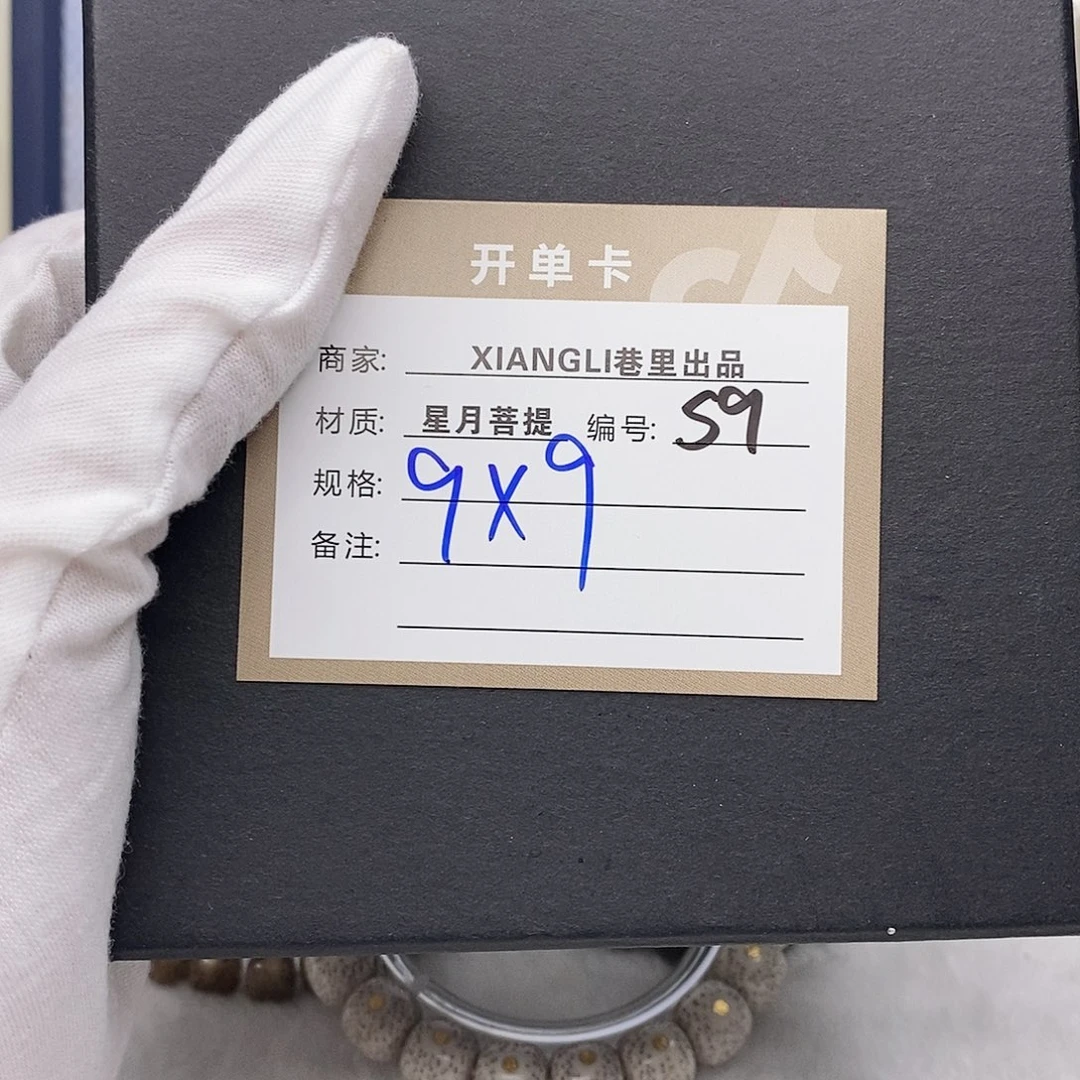 开单卡
商家: XIANGLI巷里出品
材质: 星月菩提 编号: 59
规格: 9X9
备注: